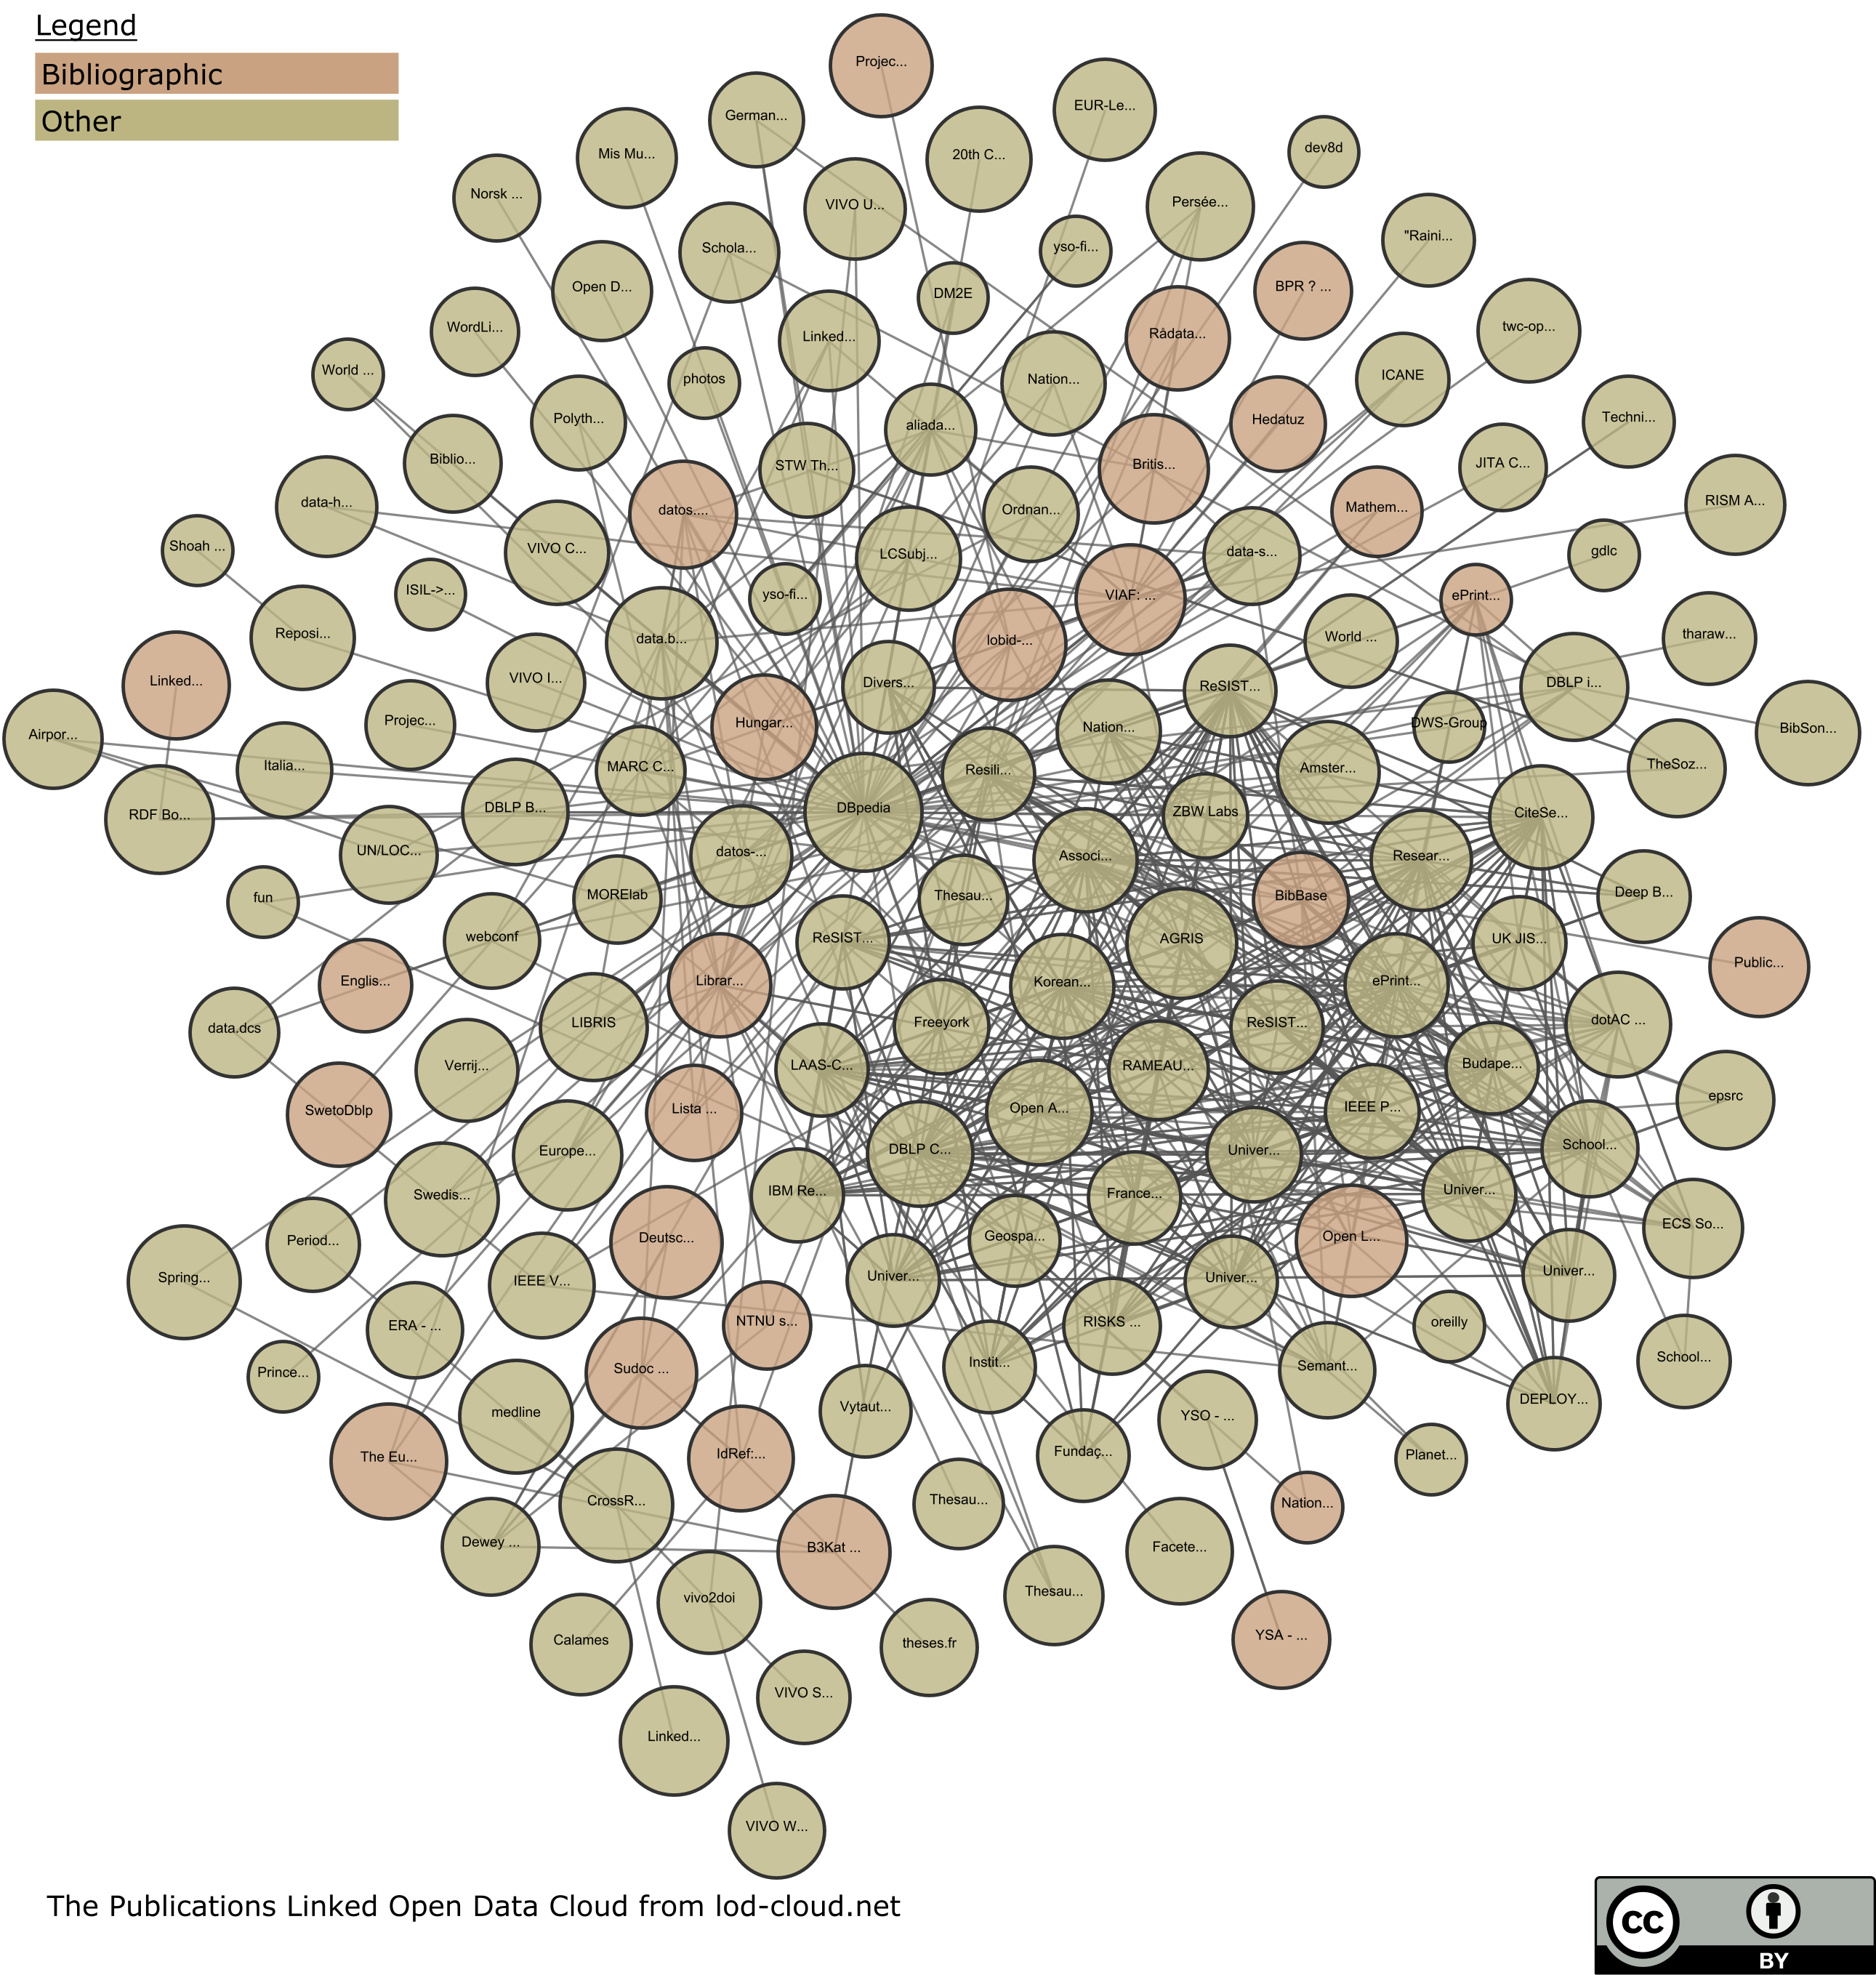 Legend
Bibliographic
Other
Projec...
EUR-Le...
German...
dev8d
Mis Mu...
20th C...
Norsk ...
VIVO U...
Persée...
"Raini...
Schola...
yso-fi...
Open D...
DM2E
BPR ? ...
WordLi...
Linked...
Rådata...
twc-op...
World ...
photos
Nation...
ICANE
Polyth...
aliada...
Hedatuz
Techni...
Biblio...
STW Th...
Britis...
JITA C...
data-h...
datos....
Ordnan...
Mathem...
RISM A...
Shoah ...
VIVO C...
LCSubj...
data-s...
gdlc
ISIL->...
yso-fi...
VIAF: ...
ePrint...
Reposi...
data.b...
lobid-...
World ...
tharaw...
Linked...
VIVO I...
Divers...
ReSIST...
DBLP i...
Airpor...
Projec...
Hungar...
Nation...
DWS-Group
BibSon...
RDF Bo...
Italia...
MARC C...
Resili...
Amster...
TheSoz...
DBLP B...
DBpedia
ZBW Labs
CiteSe...
UN/LOC...
datos-...
Associ...
Resear...
fun
MORElab
Thesau...
BibBase
Deep B...
webconf
ReSIST...
AGRIS
UK JIS...
Public...
Englis...
Librar...
Korean...
ePrint...
data.dcs
LIBRIS
Freeyork
ReSIST...
dotAC ...
Verrij...
LAAS-C...
RAMEAU...
Budape...
SwetoDblp
Lista ...
Open A...
IEEE P...
epsrc
Europe...
DBLP C...
Univer...
School...
Swedis...
IBM Re...
France...
Univer...
Period...
Deutsc...
Geospa...
Open L...
ECS So...
Spring...
IEEE V...
Univer...
Univer...
Univer...
ERA - ...
NTNU s...
RISKS ...
oreilly
Prince...
Sudoc ...
Instit...
Semant...
School...
medline
Vytaut...
YSO - ...
DEPLOY...
The Eu...
IdRef:...
Fundaç...
Planet...
Dewey ...
CrossR...
Thesau...
Nation...
B3Kat ...
Facete...
Calames
vivo2doi
Thesau...
theses.fr
YSA - ...
VIVO S...
Linked...
VIVO W...
The Publications Linked Open Data Cloud from lod-cloud.net
cc
BY